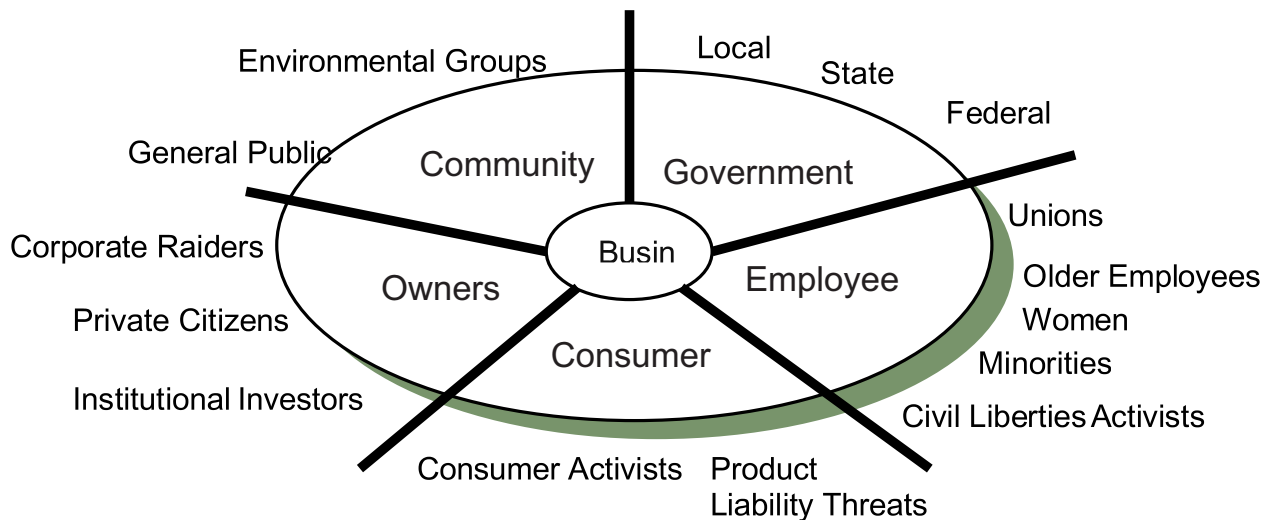 Local
Environmental Groups
State
Federal
General Public
Community
Government
Unions
Corporate Raiders
Busin
Owners
Employee
Older Employees
Private Citizens
Women
Consumer
Minorities
Institutional Investors
Civil Liberties Activists
Consumer Activists
Product
Liability Threats